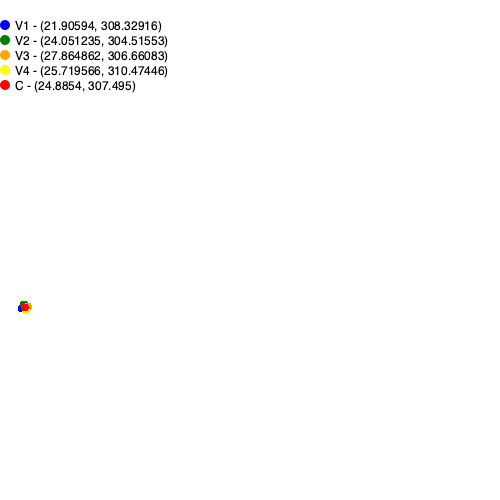 V1 - (21.90594, 308.32916)
V2 - (24.051235, 304.51553)
V3 - (27.864862, 306.66083)
V4 - (25.719566, 310.47446)
C - (24.8854, 307.495)